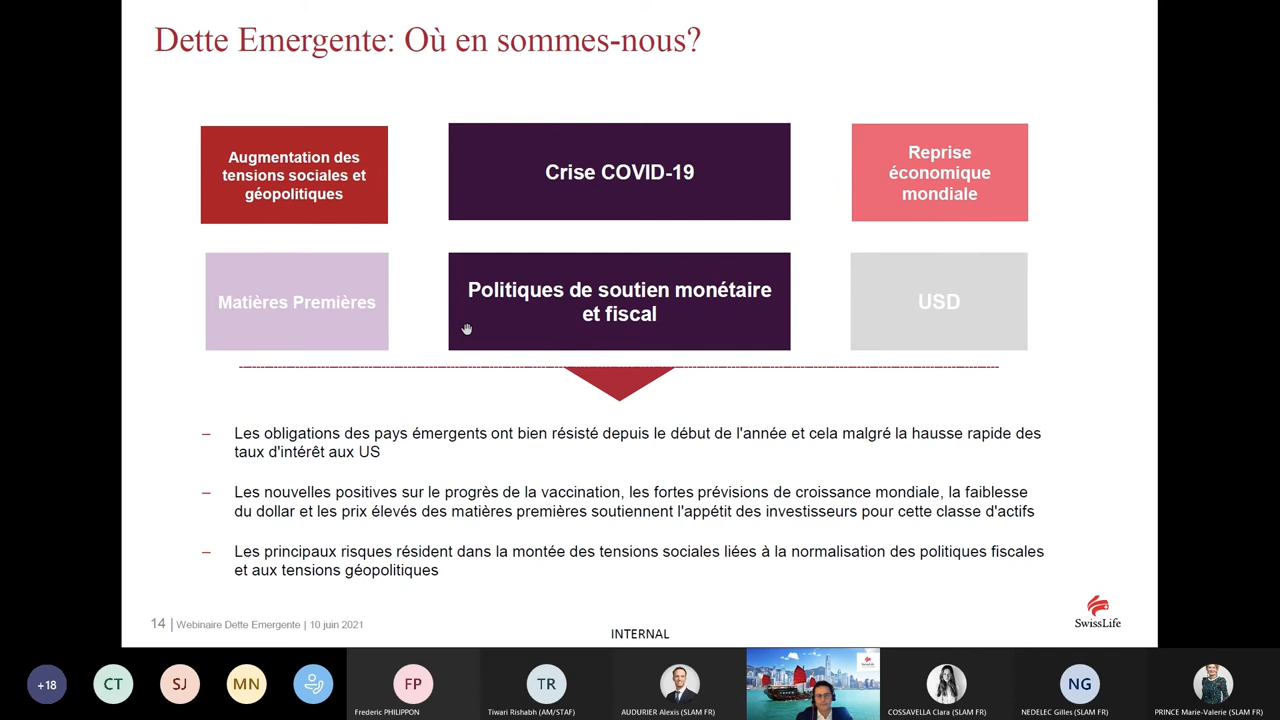 Dette Emergente: Où en sommes-nous?
Augmentation des
tensions sociales et
géopolitiques
Crise COVID-19
Reprise
économique
mondiale
Matières Premières
Politiques de soutien monétaire
et fiscal
USD
– Les obligations des pays émergents ont bien résisté depuis le début de l'année et cela malgré la hausse rapide des
taux d'intérêt aux US
– Les nouvelles positives sur le progrès de la vaccination, les fortes prévisions de croissance mondiale, la faiblesse
du dollar et les prix élevés des matières premières soutiennent l'appétit des investisseurs pour cette classe d'actifs
– Les principaux risques résident dans la montée des tensions sociales liées à la normalisation des politiques fiscales
et aux tensions géopolitiques
14 | Webinaire Dette Emergente | 10 juin 2021
INTERNAL
SwissLife
+18
CT
SJ
MN
FP
Frederic PHILIPPON
TR
Tiwari Rishabh (AM/STAF)
AUDURIER Alexis (SLAM FR)
COSSAVELLA Clara (SLAM FR)
NG
NEDELEC Gilles (SLAM FR)
PRINCE Marie-Valerie (SLAM FR)